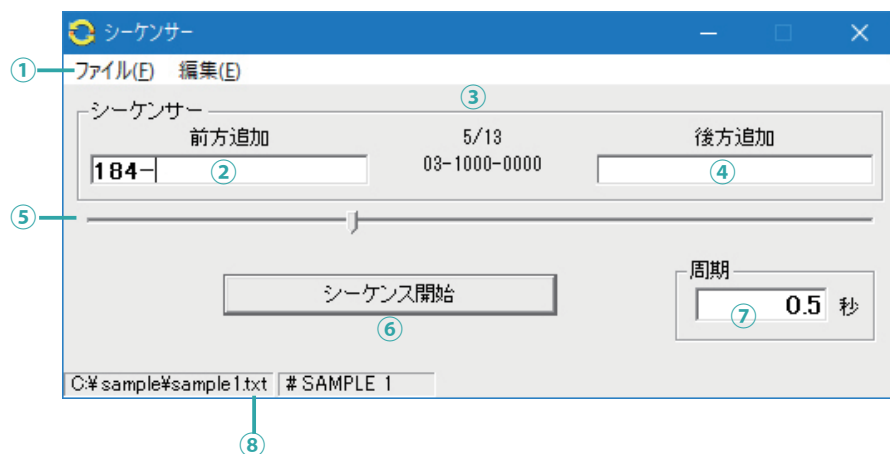 シーケンサー
① ファイル(F) 編集(E)
③
シーケンサー
前方追加 5/13 後方追加
184- ② 03-1000-0000 ④
⑤
シーケンス開始
⑥
周期
0.5 秒
⑦
C:¥sample¥sample1.txt # SAMPLE 1
⑧